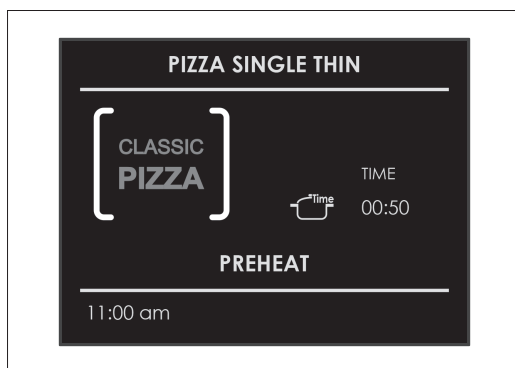 PIZZA SINGLE THIN
CLASSIC
PIZZA
TIME
Time
00:50
PREHEAT
11:00 am